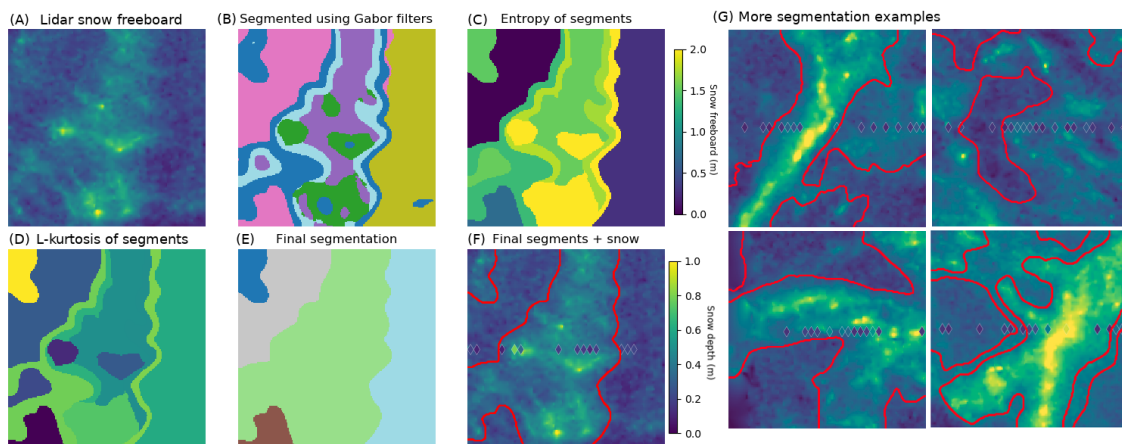 (A) Lidar snow freeboard
(B) Segmented using Gabor filters
(C) Entropy of segments
(G) More segmentation examples
2.0
1.5
1.0
0.5
0.0
Snow freeboard (m)
(D) L-kurtosis of segments
(E) Final segmentation
(F) Final segments + snow
1.0
0.8
0.6
0.4
0.2
0.0
Snow depth (m)